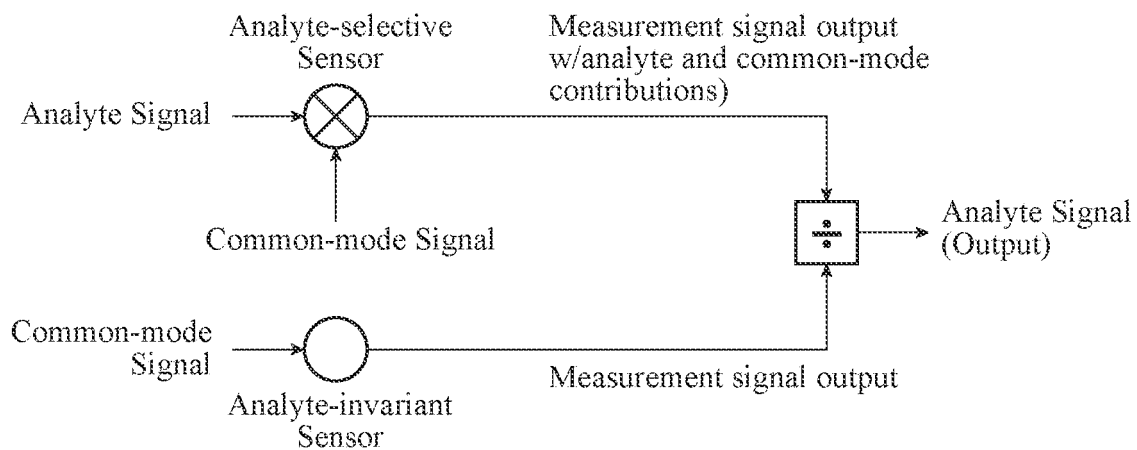 Analyte-selective
Sensor
Measurement signal output
w/analyte and common-mode
contributions)
Analyte Signal
Common-mode Signal
÷
Analyte Signal
(Output)
Common-mode
Signal
Measurement signal output
Analyte-invariant
Sensor